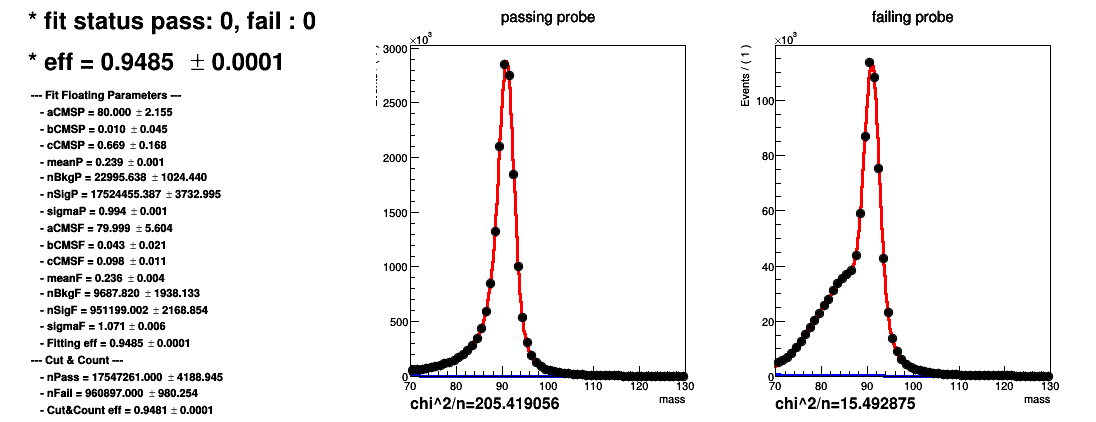 * fit status pass: 0, fail : 0
* eff = 0.9485 ± 0.0001
--- Fit Floating Parameters ---
- aCMSP = 80.000 ± 2.155
- bCMSP = 0.010 ± 0.045
- cCMSP = 0.669 ± 0.168
- meanP = 0.239 ± 0.001
- nBkgP = 22995.638 ± 1024.440
- nSigP = 17524455.387 ± 3732.995
- sigmaP = 0.994 ± 0.001
- aCMSF = 79.999 ± 5.604
- bCMSF = 0.043 ± 0.021
- cCMSF = 0.098 ± 0.011
- meanF = 0.236 ± 0.004
- nBkgF = 9687.820 ± 1938.133
- nSigF = 951199.002 ± 2168.854
- sigmaF = 1.071 ± 0.006
- Fitting eff = 0.9485 ± 0.0001
--- Cut & Count ---
- nPass = 17547261.000 ± 4188.945
- nFail = 960897.000 ± 980.254
- Cut&Count eff = 0.9481 ± 0.0001
passing probe
×10³
3000
2500
2000
1500
1000
500
0
70 80 90 100 110 120 130
mass
chi^2/n=205.419056
failing probe
×10³
Events / ( 1 )
100
80
60
40
20
0
70 80 90 100 110 120 130
mass
chi^2/n=15.492875